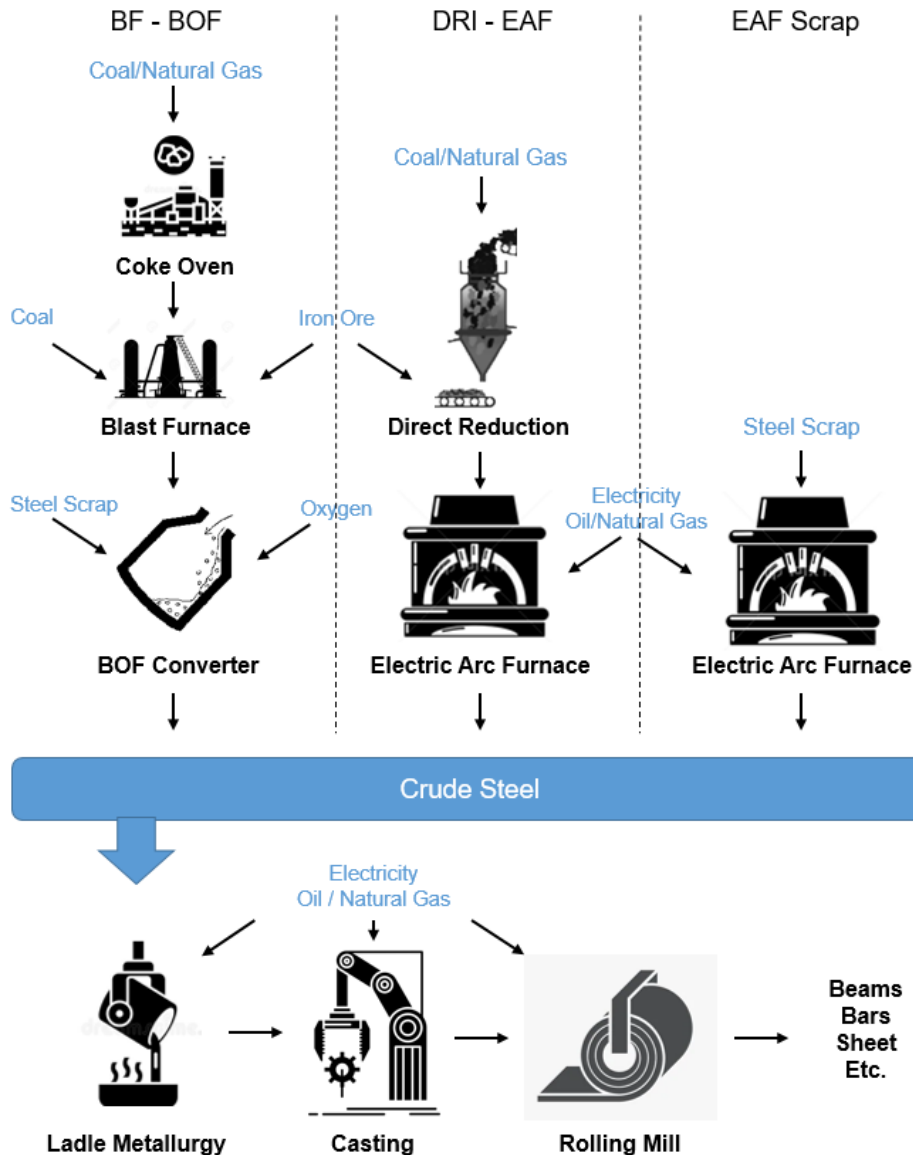 BF - BOF
DRI - EAF
EAF Scrap
Coal/Natural Gas
Coke Oven
Coal
Iron Ore
Blast Furnace
Steel Scrap
Oxygen
BOF Converter
Coal/Natural Gas
Direct Reduction
Electricity
Oil/Natural Gas
Electric Arc Furnace
Steel Scrap
Electric Arc Furnace
Crude Steel
Electricity
Oil / Natural Gas
Ladle Metallurgy
Casting
Rolling Mill
Beams
Bars
Sheet
Etc.